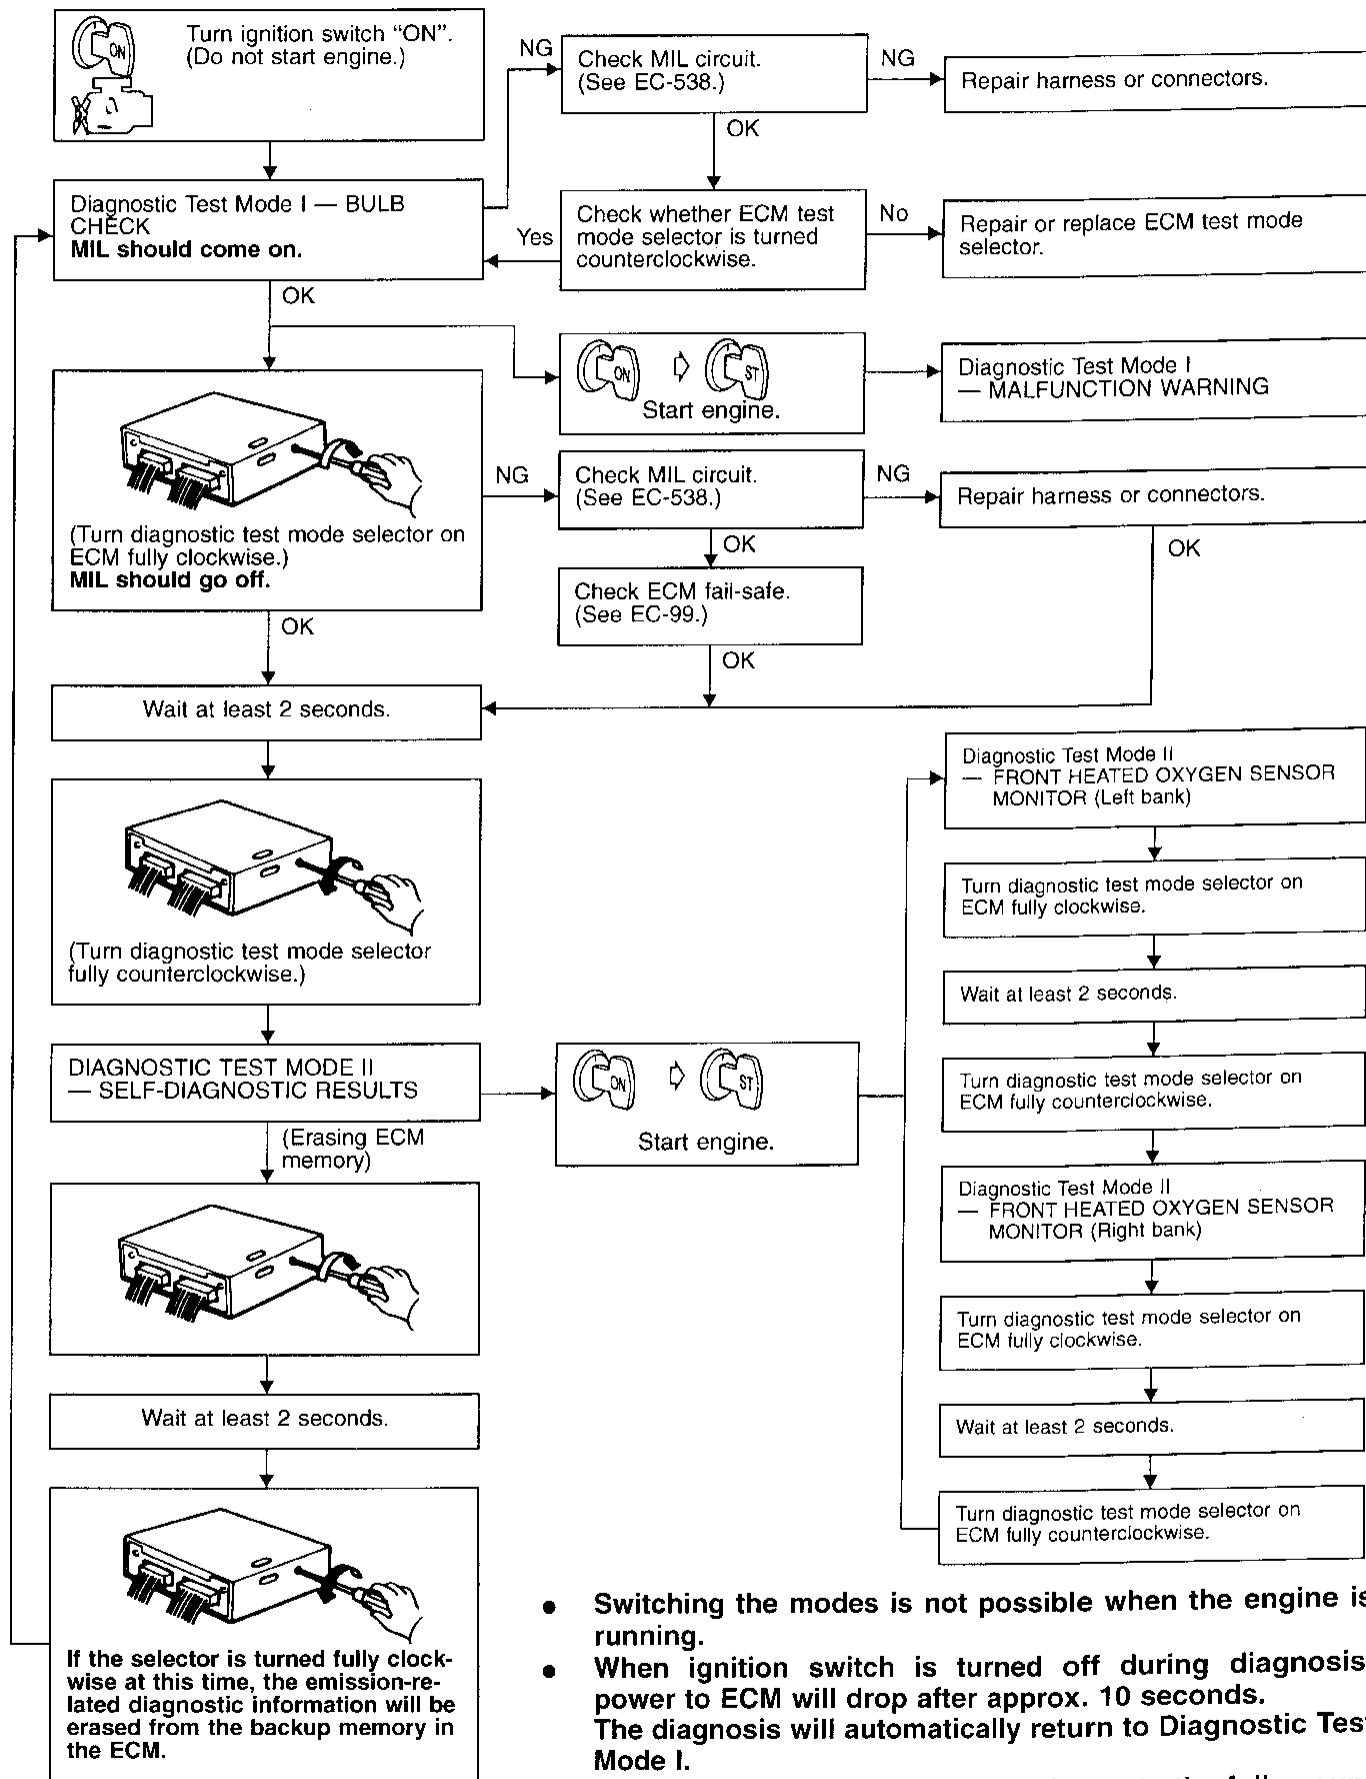 Turn ignition switch “ON”.
(Do not start engine.)
ON
NG
Check MIL circuit.
(See EC-538.)
NG
Repair harness or connectors.
OK
Diagnostic Test Mode I — BULB
CHECK
MIL should come on.
Yes
Check whether ECM test
mode selector is turned
counterclockwise.
No
Repair or replace ECM test mode
selector.
OK
ON
ST
Start engine.
Diagnostic Test Mode I
— MALFUNCTION WARNING
(Turn diagnostic test mode selector on
ECM fully clockwise.)
MIL should go off.
NG
Check MIL circuit.
(See EC-538.)
NG
Repair harness or connectors.
OK
OK
Check ECM fail-safe.
(See EC-99.)
OK
OK
Wait at least 2 seconds.
(Turn diagnostic test mode selector
fully counterclockwise.)
DIAGNOSTIC TEST MODE II
— SELF-DIAGNOSTIC RESULTS
ON
ST
Start engine.
(Erasing ECM
memory)
Wait at least 2 seconds.
If the selector is turned fully clock-
wise at this time, the emission-re-
lated diagnostic information will be
erased from the backup memory in
the ECM.
Diagnostic Test Mode II
— FRONT HEATED OXYGEN SENSOR
MONITOR (Left bank)
Turn diagnostic test mode selector on
ECM fully clockwise.
Wait at least 2 seconds.
Turn diagnostic test mode selector on
ECM fully counterclockwise.
Diagnostic Test Mode II
— FRONT HEATED OXYGEN SENSOR
MONITOR (Right bank)
Turn diagnostic test mode selector on
ECM fully clockwise.
Wait at least 2 seconds.
Turn diagnostic test mode selector on
ECM fully counterclockwise.
● Switching the modes is not possible when the engine is
running.
● When ignition switch is turned off during diagnosis
power to ECM will drop after approx. 10 seconds.
The diagnosis will automatically return to Diagnostic Test
Mode I.